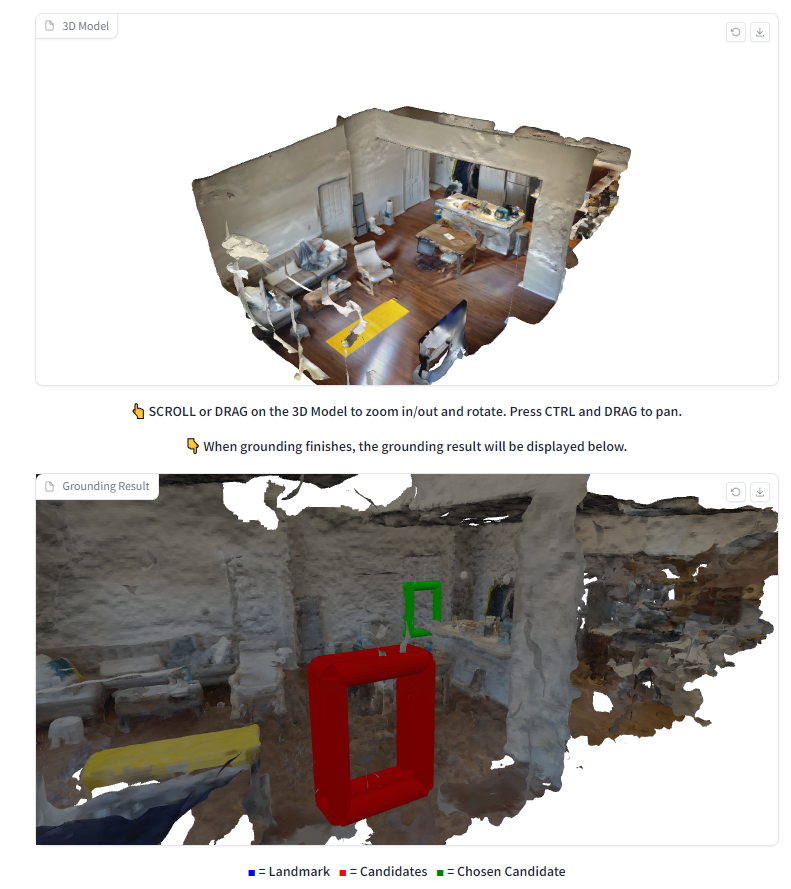 3D Model
👆 SCROLL or DRAG on the 3D Model to zoom in/out and rotate. Press CTRL and DRAG to pan.
👇 When grounding finishes, the grounding result will be displayed below.
Grounding Result
= Landmark = Candidates = Chosen Candidate